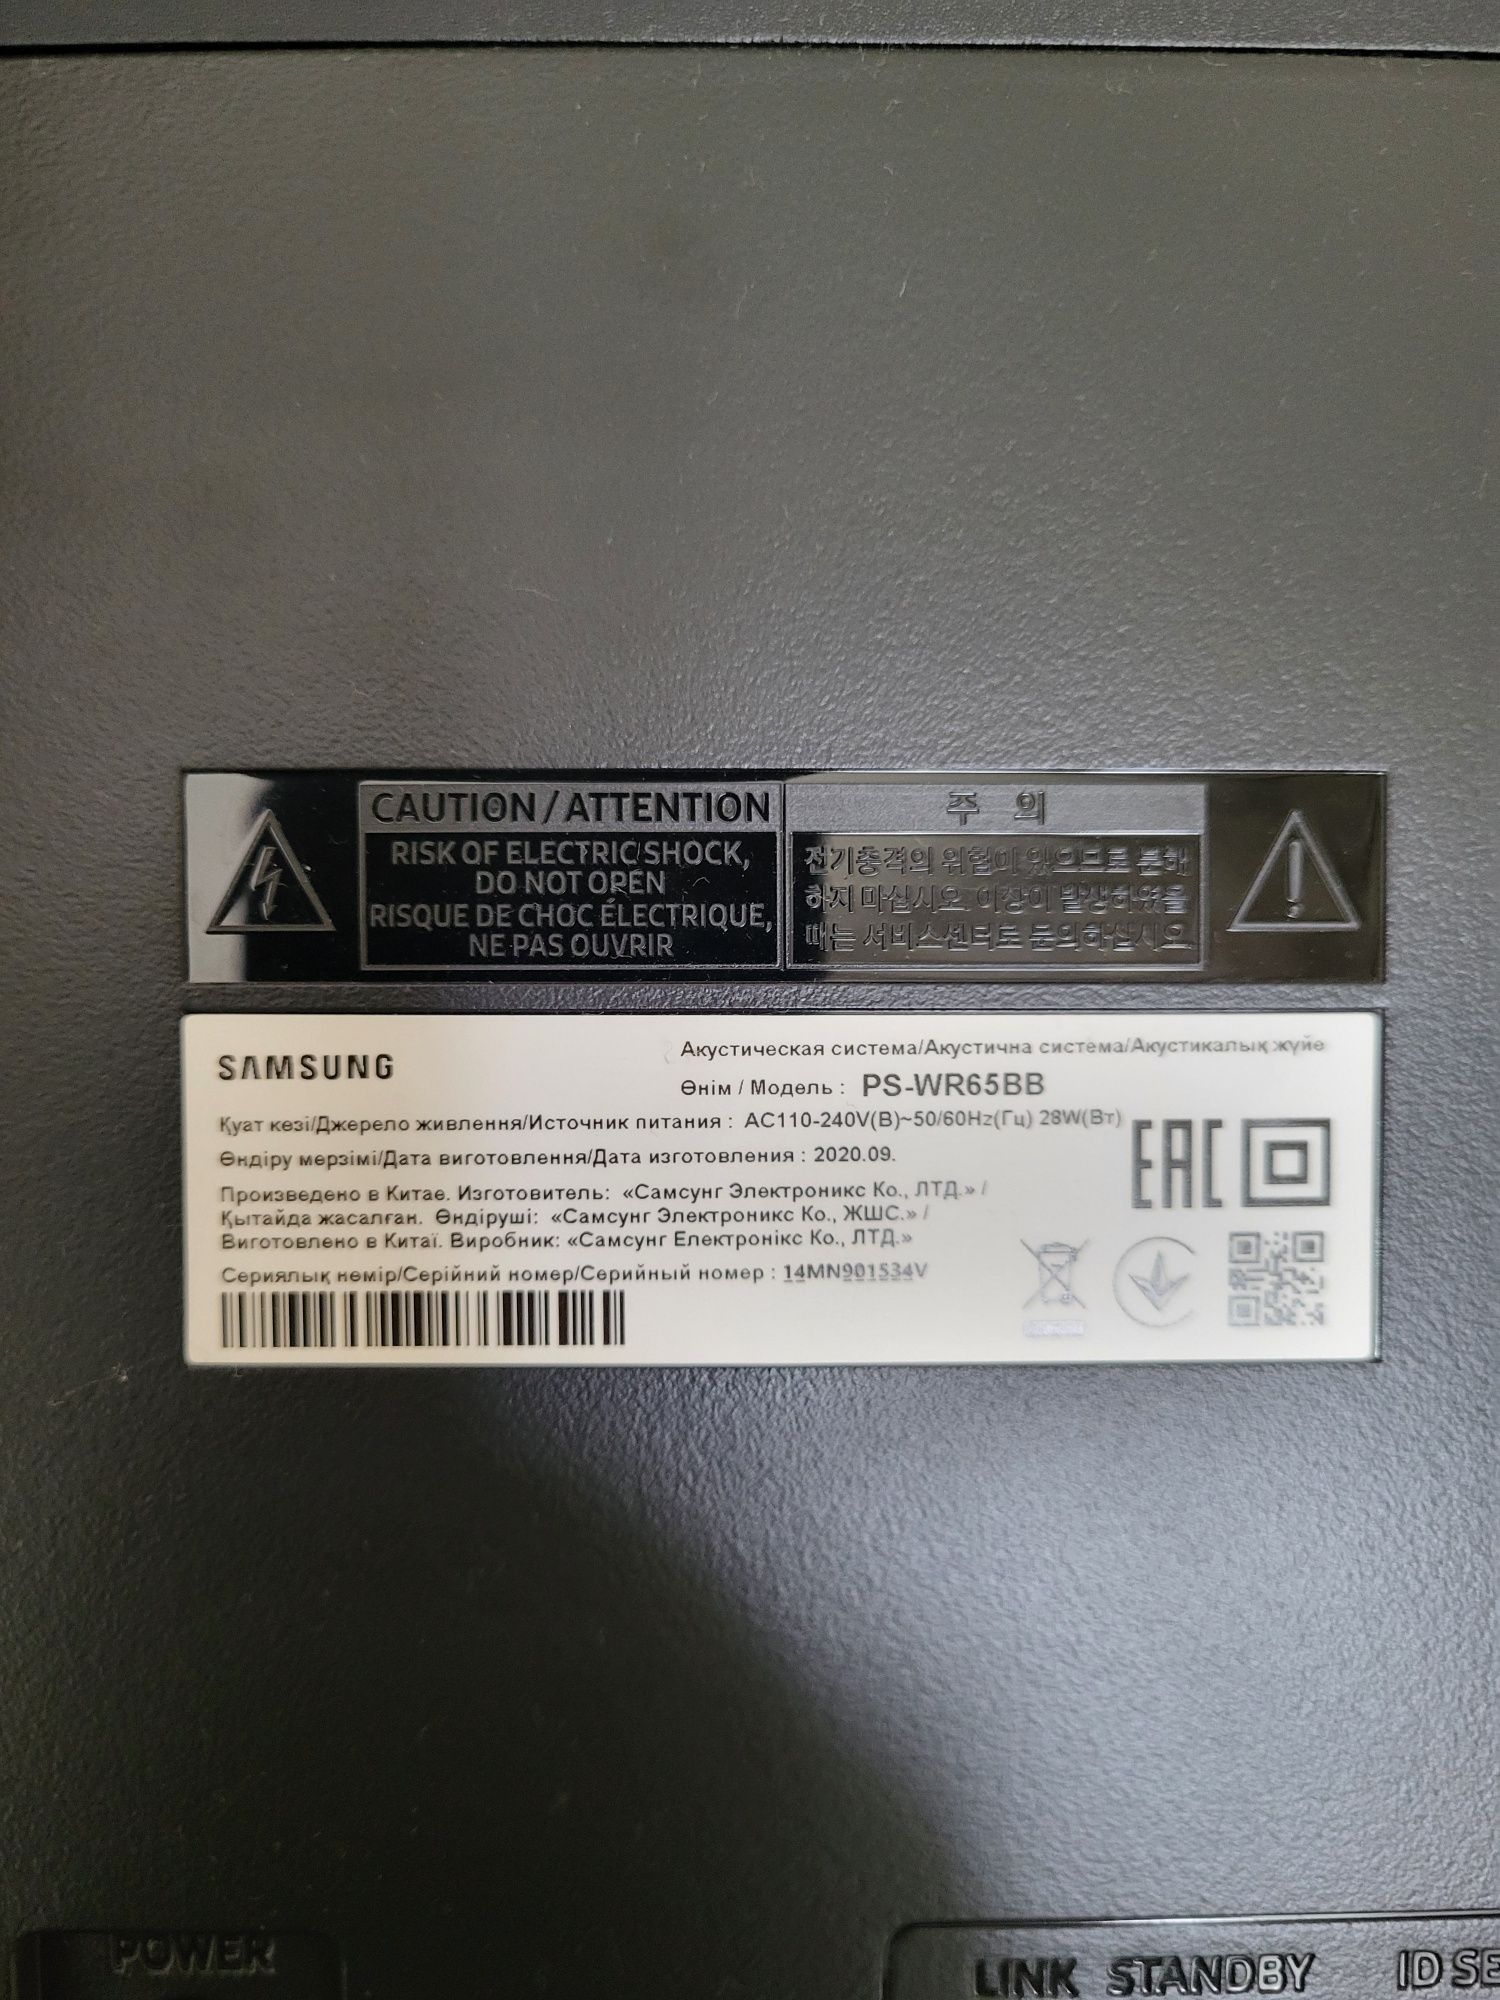 CAUTION / ATTENTION
RISK OF ELECTRIC SHOCK,
DO NOT OPEN
RISQUE DE CHOC ÉLECTRIQUE,
NE PAS OUVRIR
주 의
전기충격의 위험이 있으므로 분해
하지 마십시오. 이상이 발생하였을
때는 서비스센터로 문의하십시오
SAMSUNG
Акустическая система/Акустична система/Акустикалық жүйе
Өнім / Модель : PS-WR65BB
Қуат кезі/Джерело живлення/Источник питания : AC110-240V(В)~50/60Hz(Гц) 28W(Вт)
Өндіру мерзімі/Дата виготовлення/Дата изготовления : 2020.09.
Произведено в Китае. Изготовитель: «Самсунг Электроникс Ко., ЛТД.» /
Қытайда жасалған. Өндіруші: «Самсунг Электроникс Ко., ЖШС.» /
Виготовлено в Китаї. Виробник: «Самсунг Електронікс Ко., ЛТД.»
Сериялық немір/Серійний номер/Серийный номер : 14MN901534V
EAC
POWER
LINK STANDBY ID SE